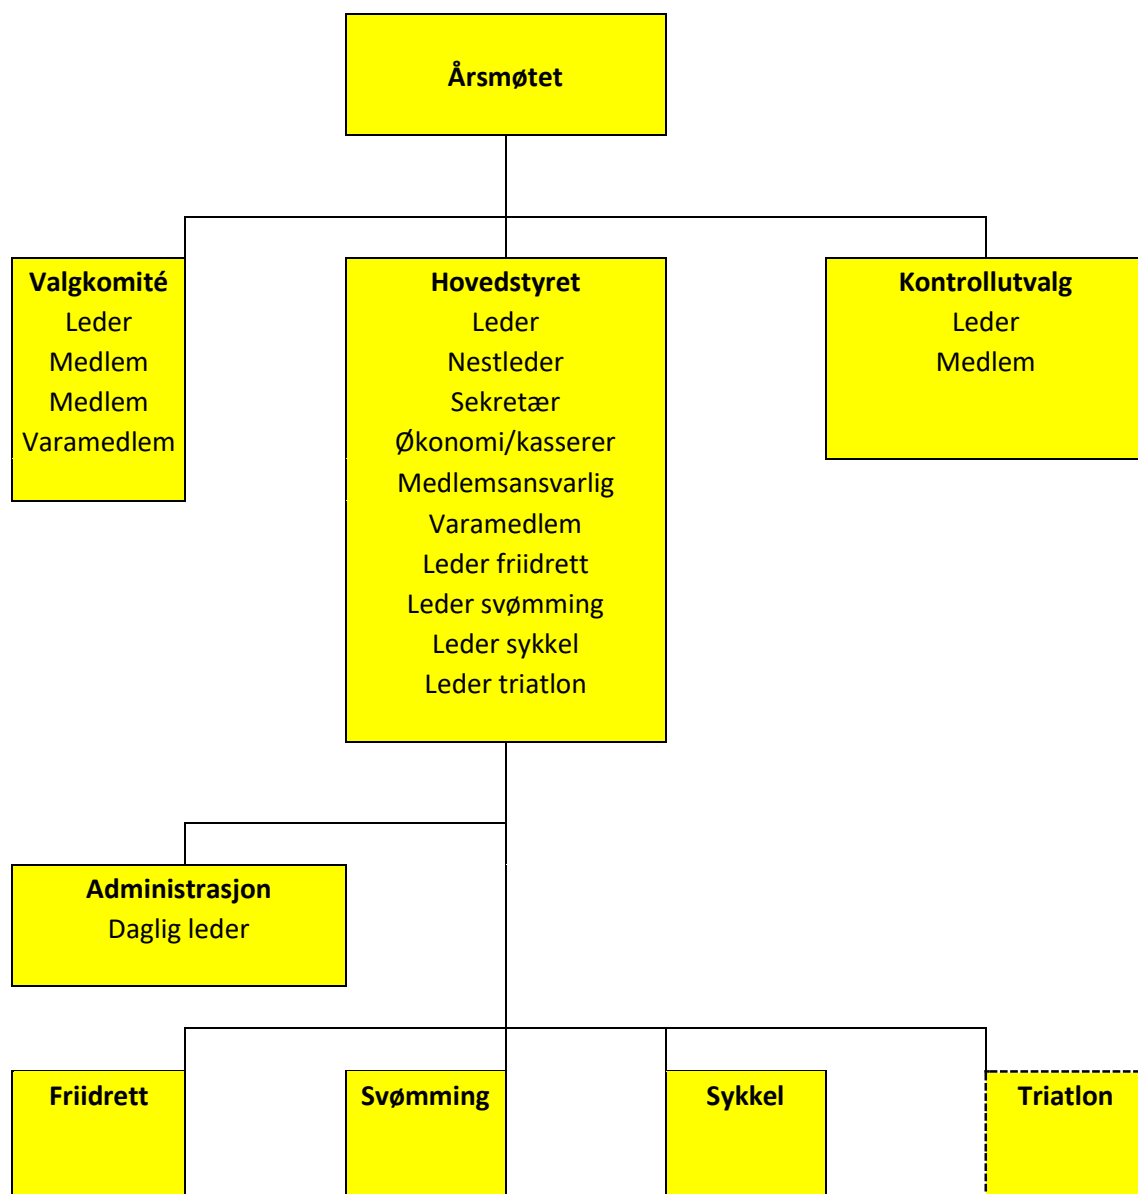 Årsmøtet
Valgkomité
Leder
Medlem
Medlem
Varamedlem
Hovedstyret
Leder
Nestleder
Sekretær
Økonomi/kasserer
Medlemsansvarlig
Varamedlem
Leder friidrett
Leder svømming
Leder sykkel
Leder triatlon
Kontrollutvalg
Leder
Medlem
Administrasjon
Daglig leder
Friidrett
Svømming
Sykkel
Triatlon